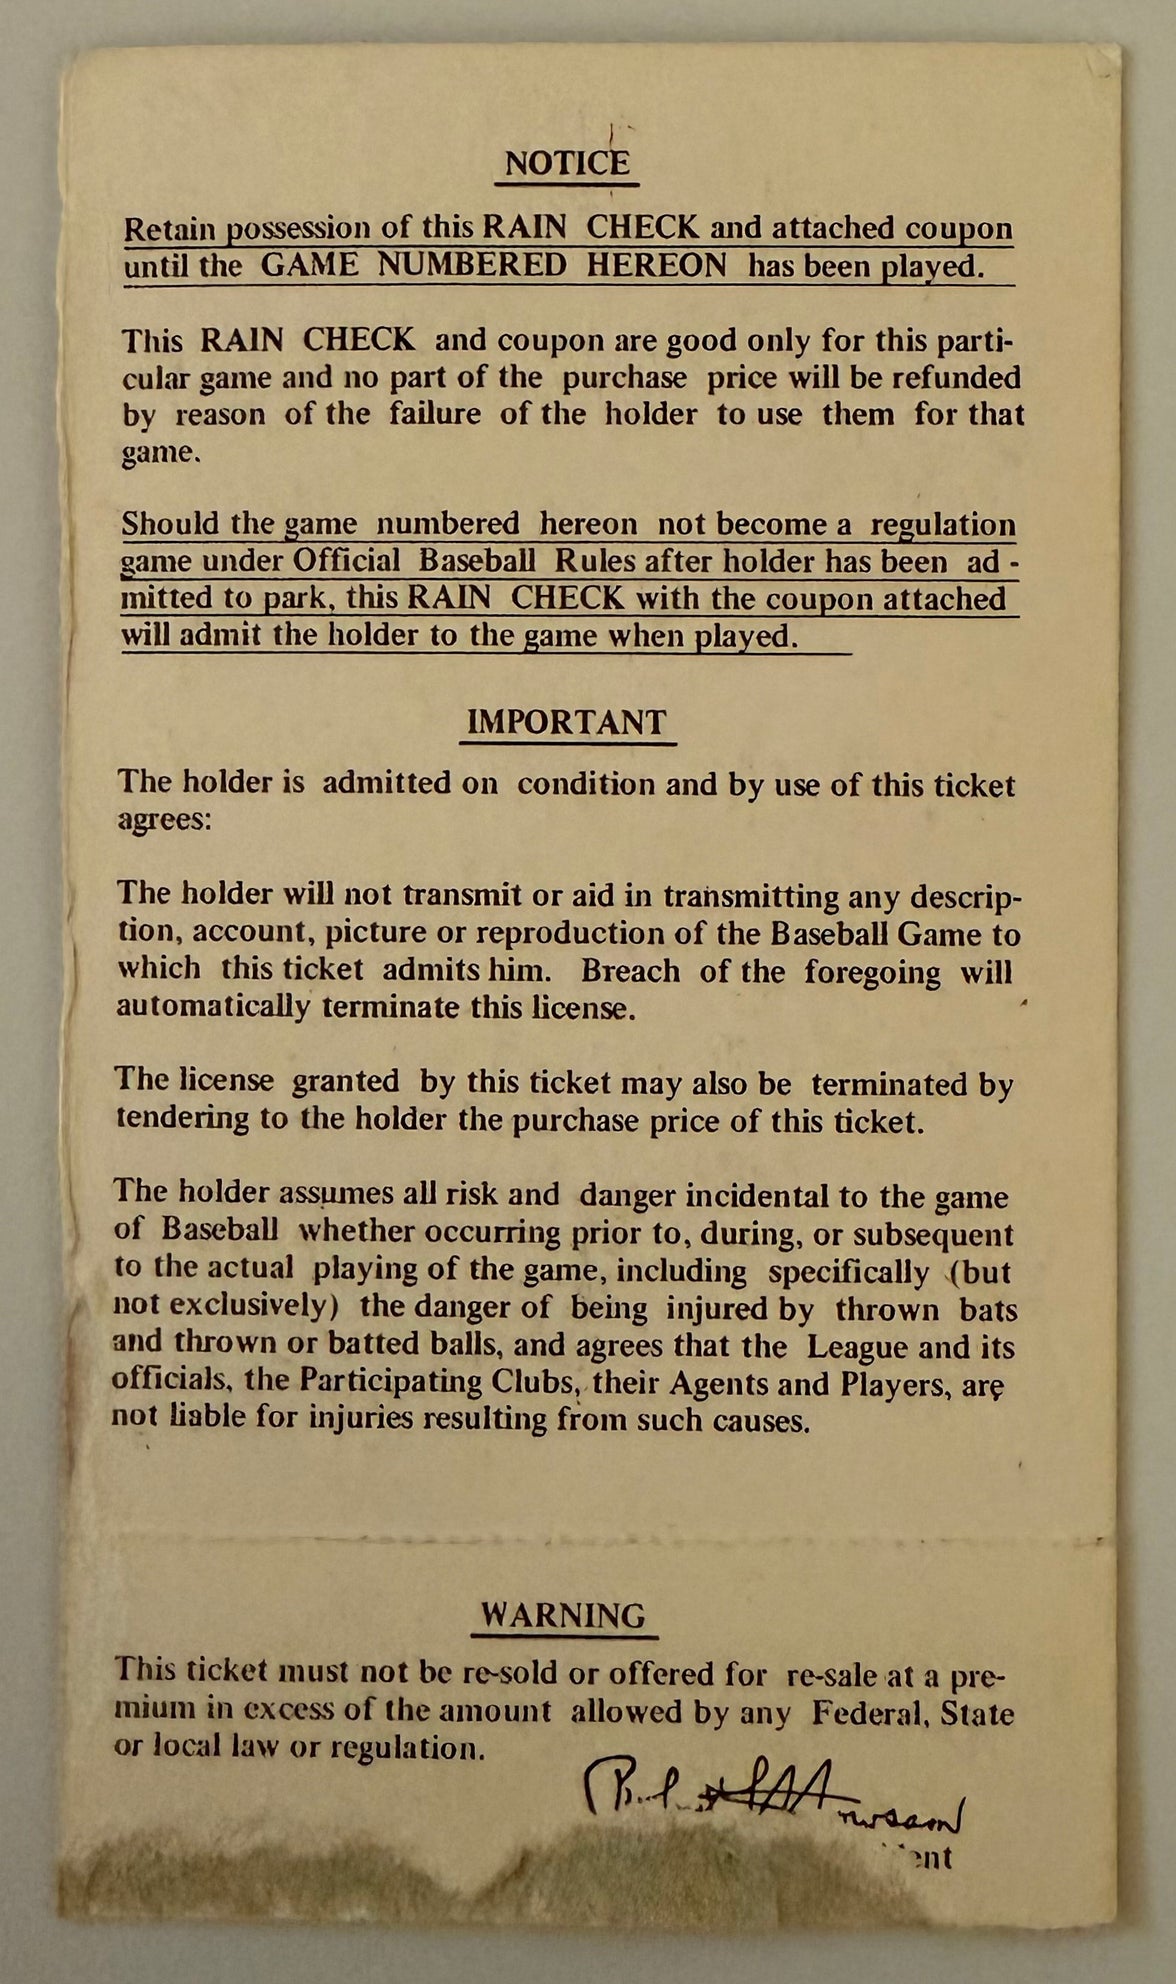 NOTICE
Retain possession of this RAIN CHECK and attached coupon
until the GAME NUMBERED HEREON has been played.
This RAIN CHECK and coupon are good only for this parti-
cular game and no part of the purchase price will be refunded
by reason of the failure of the holder to use them for that
game.
Should the game numbered hereon not become a regulation
game under Official Baseball Rules after holder has been ad -
mitted to park, this RAIN CHECK with the coupon attached
will admit the holder to the game when played.
IMPORTANT
The holder is admitted on condition and by use of this ticket
agrees:
The holder will not transmit or aid in transmitting any descrip-
tion, account, picture or reproduction of the Baseball Game to
which this ticket admits him. Breach of the foregoing will
automatically terminate this license.
The license granted by this ticket may also be terminated by
tendering to the holder the purchase price of this ticket.
The holder assumes all risk and danger incidental to the game
of Baseball whether occurring prior to, during, or subsequent
to the actual playing of the game, including specifically (but
not exclusively) the danger of being injured by thrown bats
and thrown or batted balls, and agrees that the League and its
officials, the Participating Clubs, their Agents and Players, are
not liable for injuries resulting from such causes.
WARNING
This ticket must not be re-sold or offered for re-sale at a pre-
mium in excess of the amount allowed by any Federal, State
or local law or regulation.